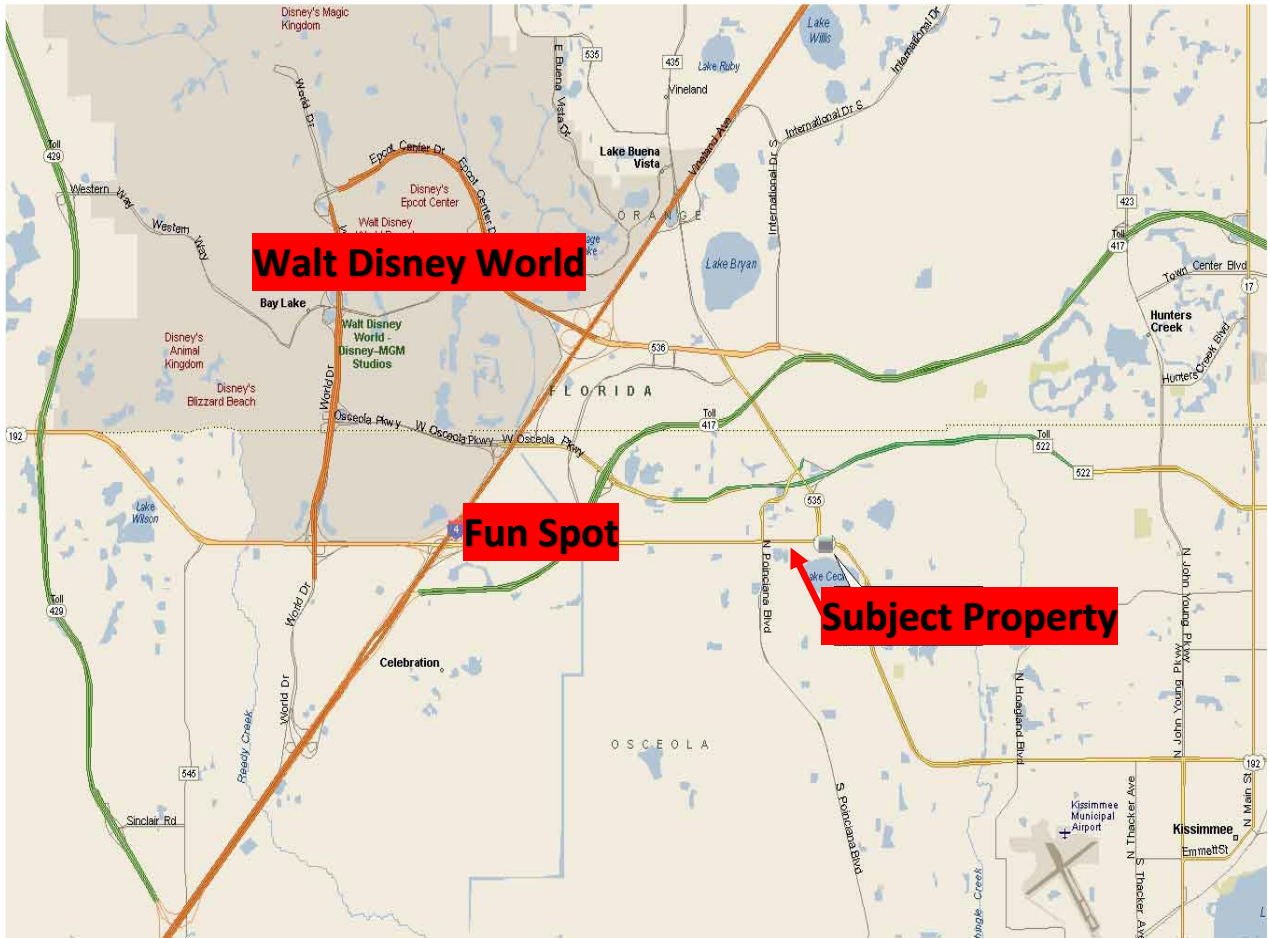 Disney's Magic
Kingdom
Lake
Willis
International Dr
535
435
E Buena Vista Dr
Lake Ruby
Vineland
World Dr
Toll
429
Vineland Ave
International Dr S
Epcot Center Dr
Epcot Center D
Lake Buena
Vista
Western Way
Disney's
Epcot Center
ORANGE
International Dr S
423
Walt Disney
Western Way
Toll
417
Walt Disney World
Lake Bryan
Town Center Blvd
17
Bay Lake
Walt Disney
World -
Disney-MGM
Studios
Hunters
Creek
Disney's
Animal
Kingdom
536
Hunters Creek Blvd
FLORIDA
Disney's
Blizzard Beach
World Dr
Osceola Pkwy
W Osceola Pkwy
W Osceola Pkwy
Toll
417
192
Toll
522
522
Lake
Wilson
535
4
Fun Spot
N Poinciana Blvd
N John Young Pkwy
Subject Property
World Dr
Toll
429
Celebration
World Dr
N Hoagland Blvd
N John Young Pkwy
Reedy Creek
OSCEOLA
545
192
S Poinciana Blvd
N Thacker Ave
N Main St
Sinclair Rd
Kissimmee
Municipal
Airport
Kissimmee
Emmett St
S Thacker Ave